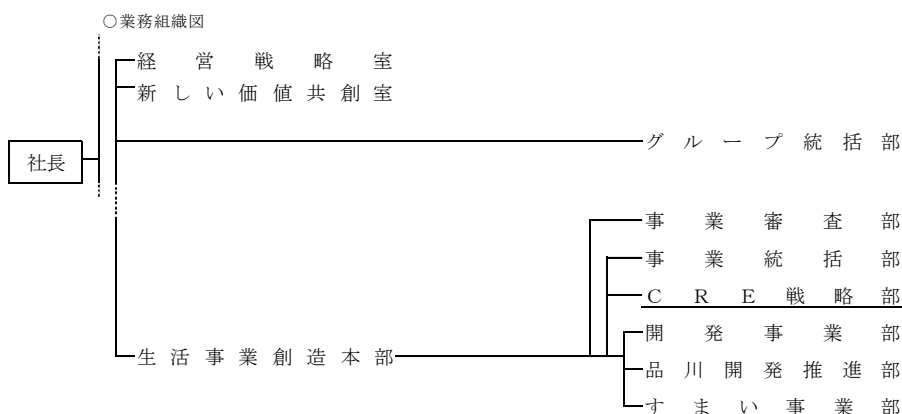 ○業務組織図
経営戦略室
新しい価値共創室
グループ統括部
社長
事業審査部
事業統括部
CRE戦略部
開発事業部
生活事業創造本部
品川開発推進部
すまい事業部